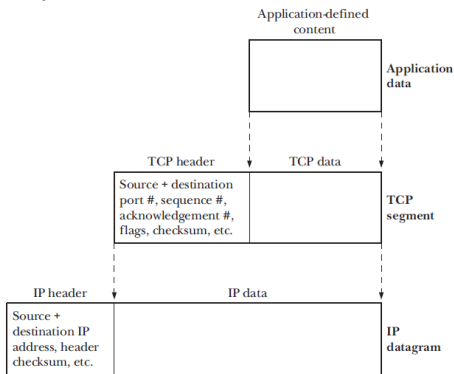 Application-defined
content
Application
data
TCP header
TCP data
Source + destination
port #, sequence #,
acknowledgement #,
flags, checksum, etc.
TCP
segment
IP header
IP data
Source +
destination IP
address, header
checksum, etc.
IP
datagram